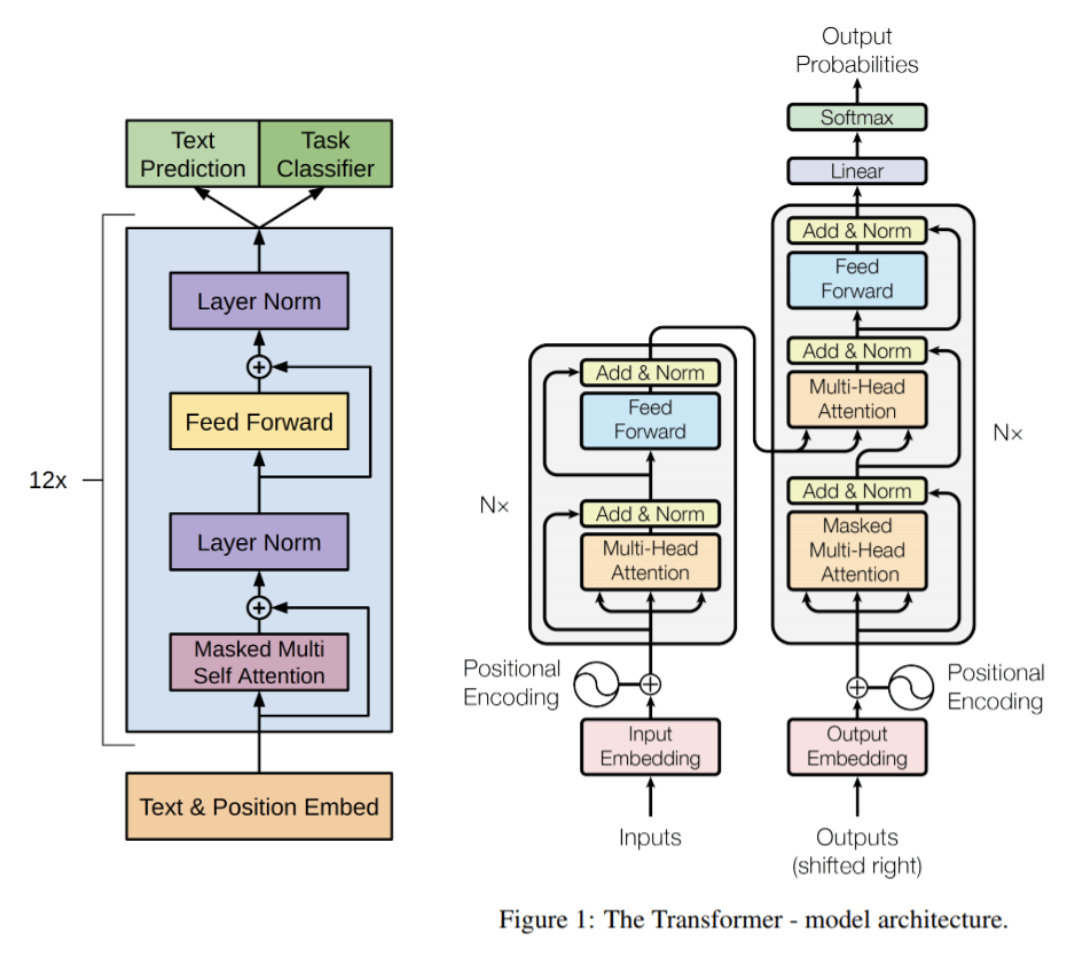 Text
Prediction
Task
Classifier
12x
Layer Norm
Feed Forward
Layer Norm
Masked Multi
Self Attention
Text & Position Embed
Output
Probabilities
Softmax
Linear
Add & Norm
Feed
Forward
Add & Norm
Multi-Head
Attention
Add & Norm
Masked
Multi-Head
Attention
N×
Positional
Encoding
Output
Embedding
Outputs
(shifted right)
Add & Norm
Feed
Forward
Add & Norm
Multi-Head
Attention
N×
Positional
Encoding
Input
Embedding
Inputs
Figure 1: The Transformer - model architecture.